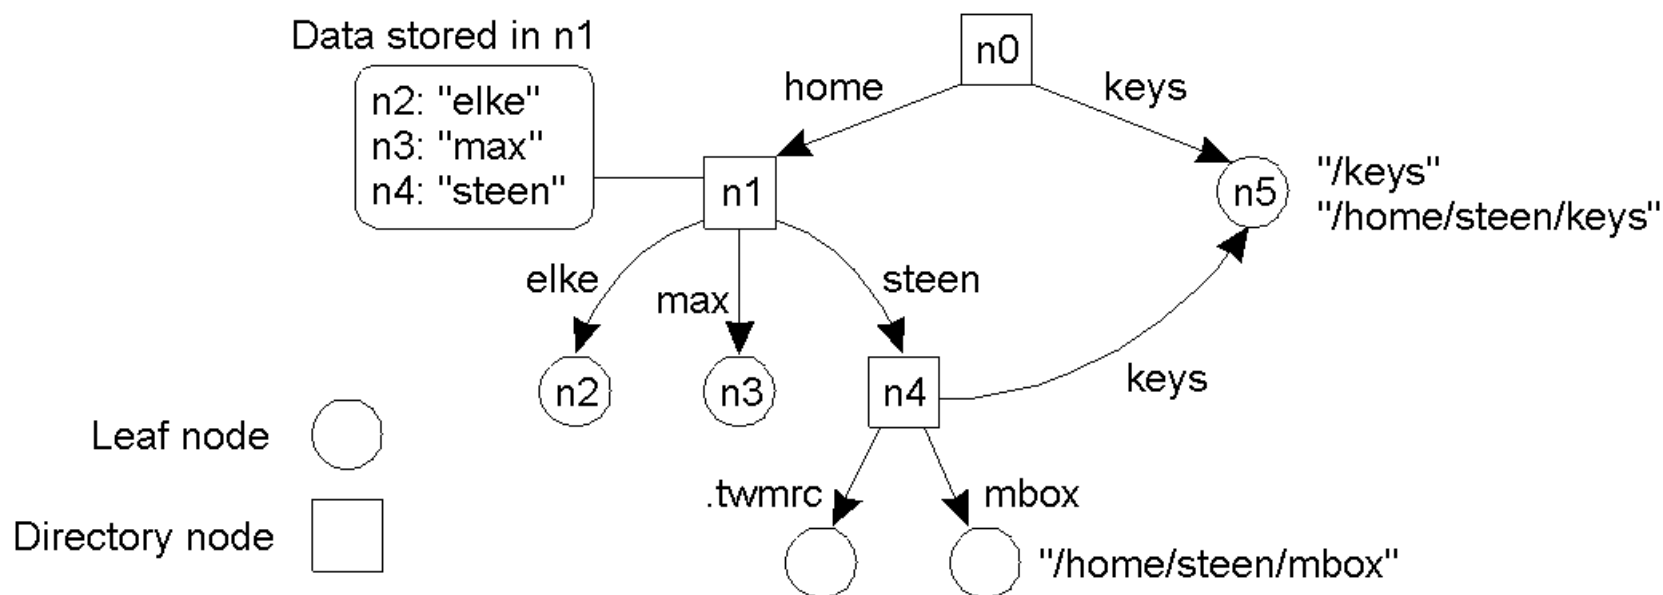 Data stored in n1
n0
n2: "elke"
n3: "max"
n4: "steen"
home
keys
n1
n5
"/keys"
"/home/steen/keys"
elke
max
steen
n2
n3
n4
keys
Leaf node
.twmrc
mbox
Directory node
"/home/steen/mbox"